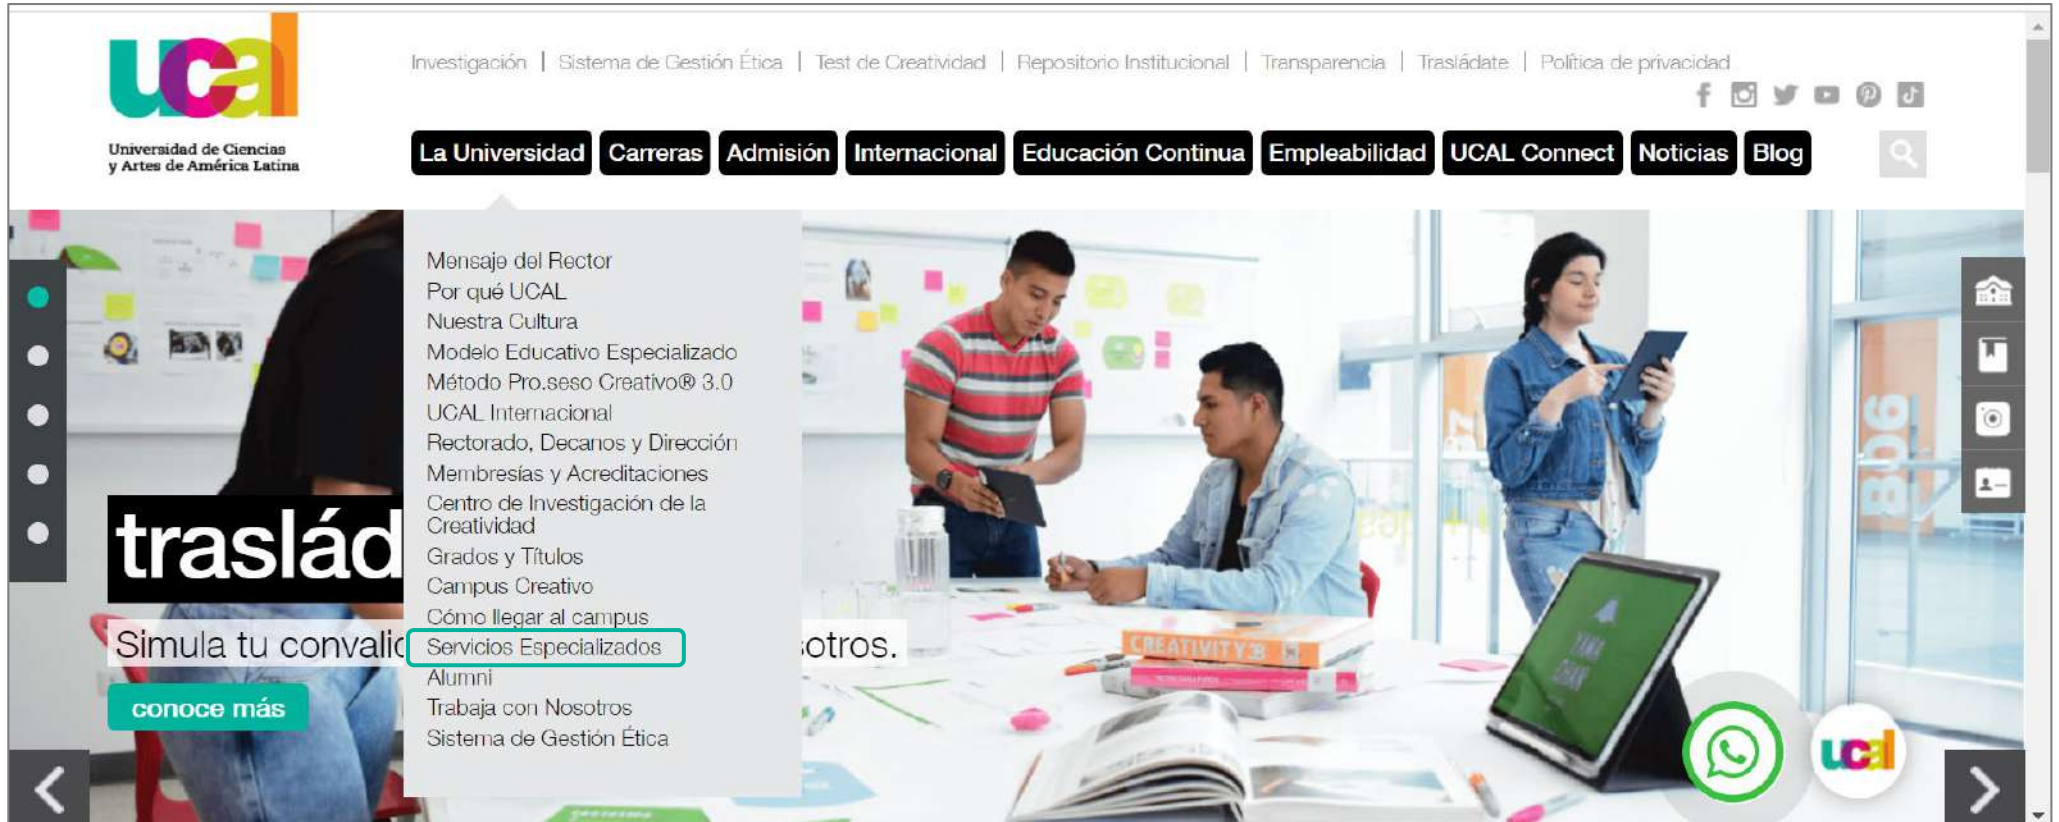 ucal
Universidad de Ciencias
y Artes de América Latina
Investigación | Sistema de Gestión Ética | Test de Creatividad | Repositorio Institucional | Transparencia | Trasládate | Política de privacidad
La Universidad Carreras Admisión Internacional Educación Continua Empleabilidad UCAL Connect Noticias Blog
Mensaje del Rector
Por qué UCAL
Nuestra Cultura
Modelo Educativo Especializado
Método Pro.seso Creativo® 3.0
UCAL Internacional
Rectorado, Decanos y Dirección
Membresías y Acreditaciones
Centro de Investigación de la
Creatividad
Grados y Títulos
Campus Creativo
Cómo llegar al campus
Servicios Especializados
Alumni
Trabaja con Nosotros
Sistema de Gestión Ética
traslád
Simula tu convalid otros.
conoce más
CREATIVITY
806
ucal